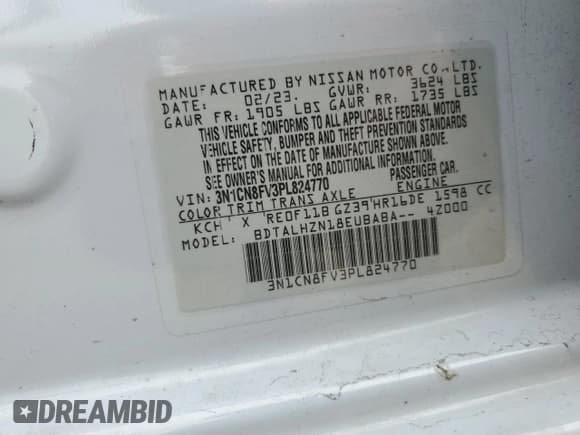 MANUFACTURED BY NISSAN MOTOR CO.,LTD.
DATE: 02/23. GVWR: 3624 LBS
GAWR FR: 1905 LBS GAWR RR: 1735 LBS
THIS VEHICLE CONFORMS TO ALL APPLICABLE FEDERAL MOTOR
VEHICLE SAFETY, BUMPER AND THEFT PREVENTION STANDARDS
IN EFFECT ON THE DATE OF MANUFACTURE SHOWN ABOVE.
SEE OWNER'S MANUAL FOR ADDITIONAL INFORMATION.
VIN: 3N1CN8FV3PL824770 PASSENGER CAR.
COLOR TRIM TRANS AXLE ENGINE
KCH X RE0F11B GZ39 HR16DE 1598 CC
MODEL: BDTALHZN18EUBABA-- 4Z000
3N1CN8FV3PL824770
DREAMBID